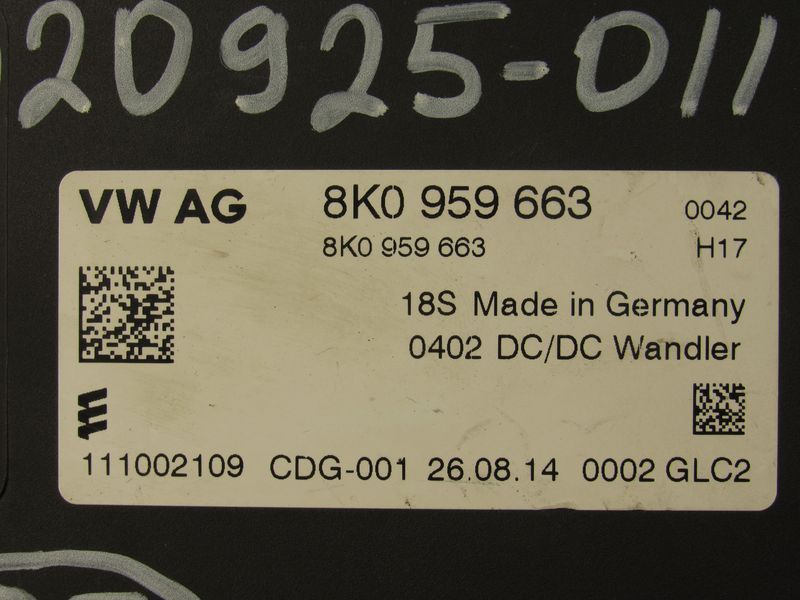 20925-011
VW AG 8K0 959 663 0042
8K0 959 663 H17
18S Made in Germany
0402 DC/DC Wandler
111002109 CDG-001 26.08.14 0002 GLC2